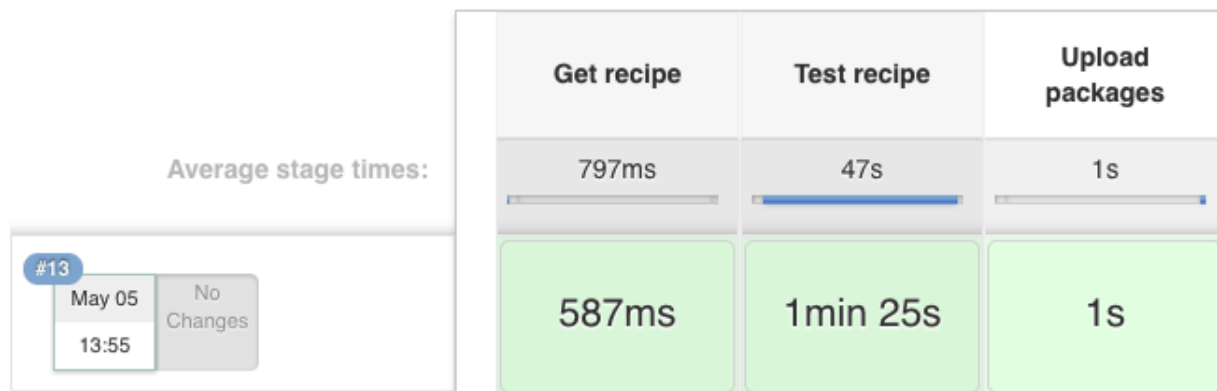 Get recipe
Test recipe
Upload
packages
Average stage times:
797ms
47s
1s
#13
May 05
13:55
No
Changes
587ms
1min 25s
1s